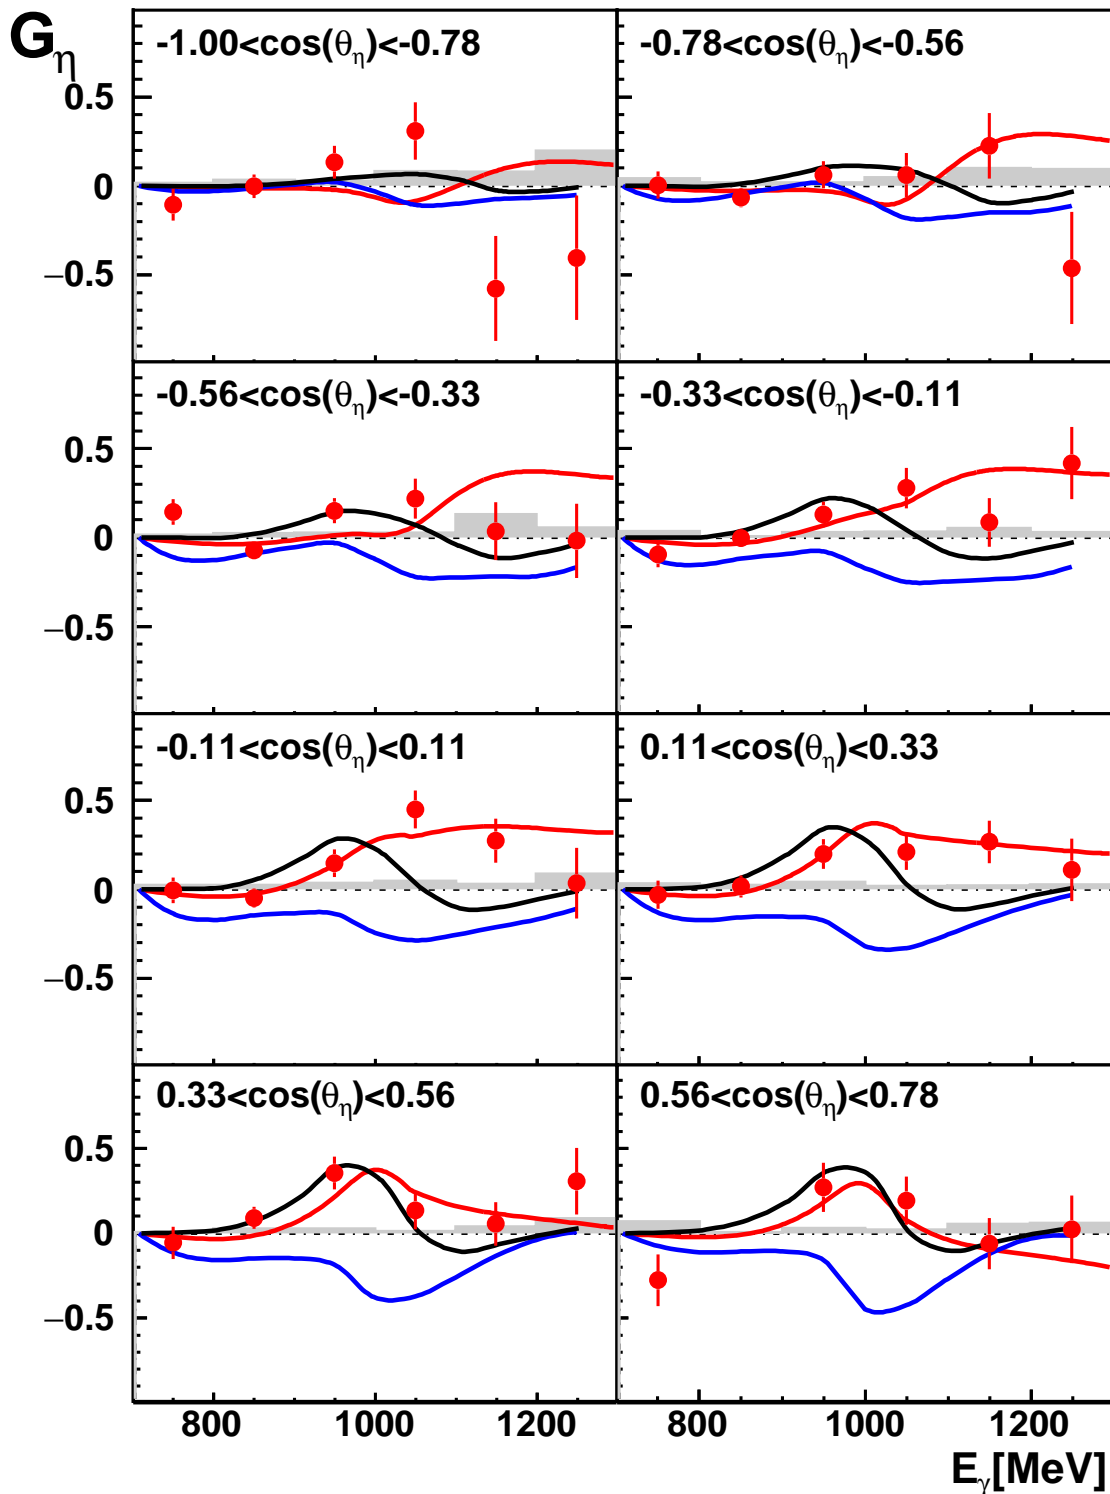 Gη
-1.00<cos(θη)<-0.78
-0.78<cos(θη)<-0.56
0.5
0
−0.5
-0.56<cos(θη)<-0.33
-0.33<cos(θη)<-0.11
0.5
0
−0.5
-0.11<cos(θη)<0.11
0.11<cos(θη)<0.33
0.5
0
−0.5
0.33<cos(θη)<0.56
0.56<cos(θη)<0.78
0.5
0
−0.5
800 1000 1200 800 1000 1200
Eγ[MeV]